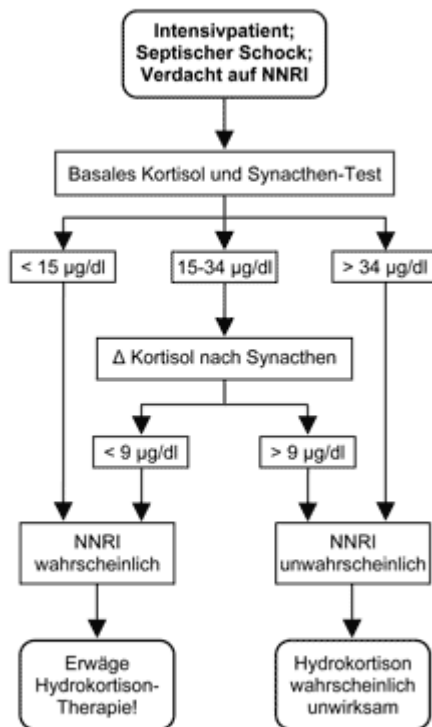 Intensivpatient;
Septischer Schock;
Verdacht auf NNRI
Basales Kortisol und Synacthen-Test
< 15 µg/dl
15-34 µg/dl
> 34 µg/dl
Δ Kortisol nach Synacthen
< 9 µg/dl
> 9 µg/dl
NNRI
wahrscheinlich
NNRI
unwahrscheinlich
Erwäge
Hydrokortison-
Therapie!
Hydrokortison
wahrscheinlich
unwirksam